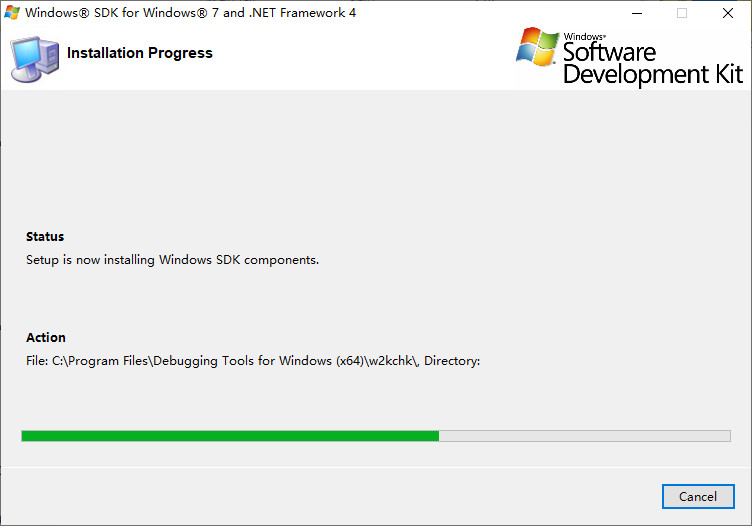 Windows® SDK for Windows® 7 and .NET Framework 4
Installation Progress
Windows®
Software
Development Kit
Status
Setup is now installing Windows SDK components.
Action
File: C:\Program Files\Debugging Tools for Windows (x64)\w2kchk\, Directory:
Cancel